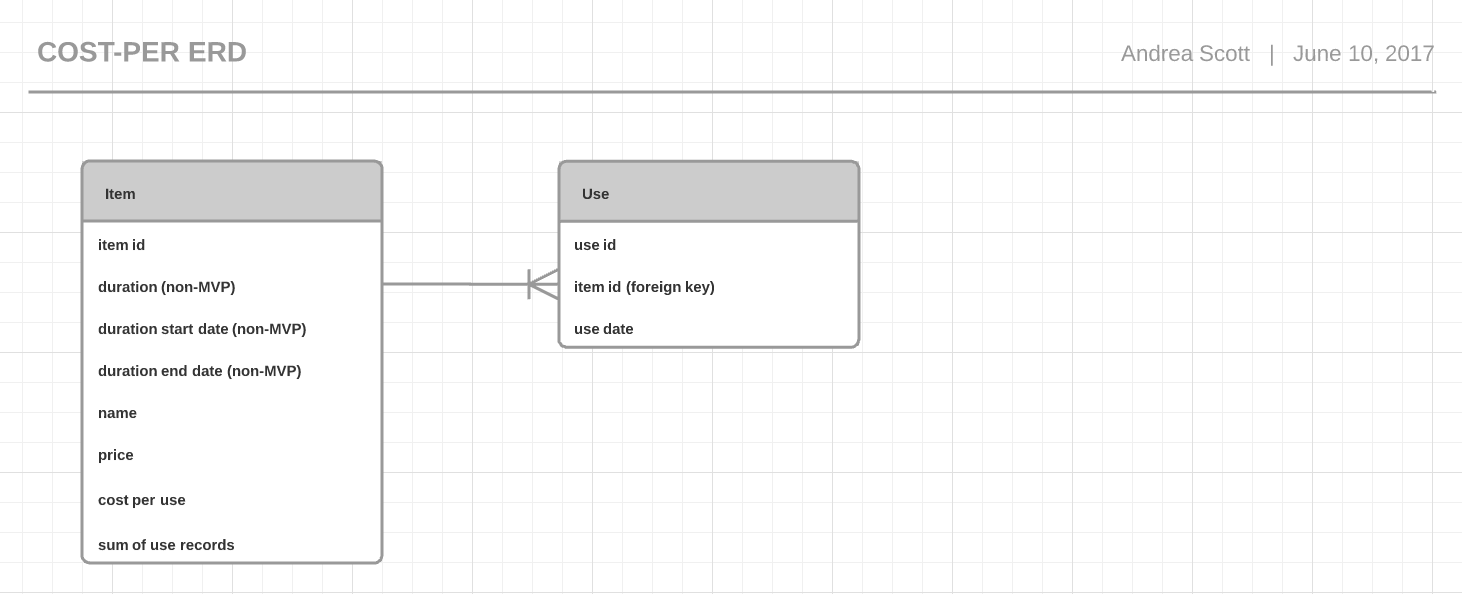 COST-PER ERD
Andrea Scott | June 10, 2017
Item
item id
duration (non-MVP)
duration start date (non-MVP)
duration end date (non-MVP)
name
price
cost per use
sum of use records
Use
use id
item id (foreign key)
use date